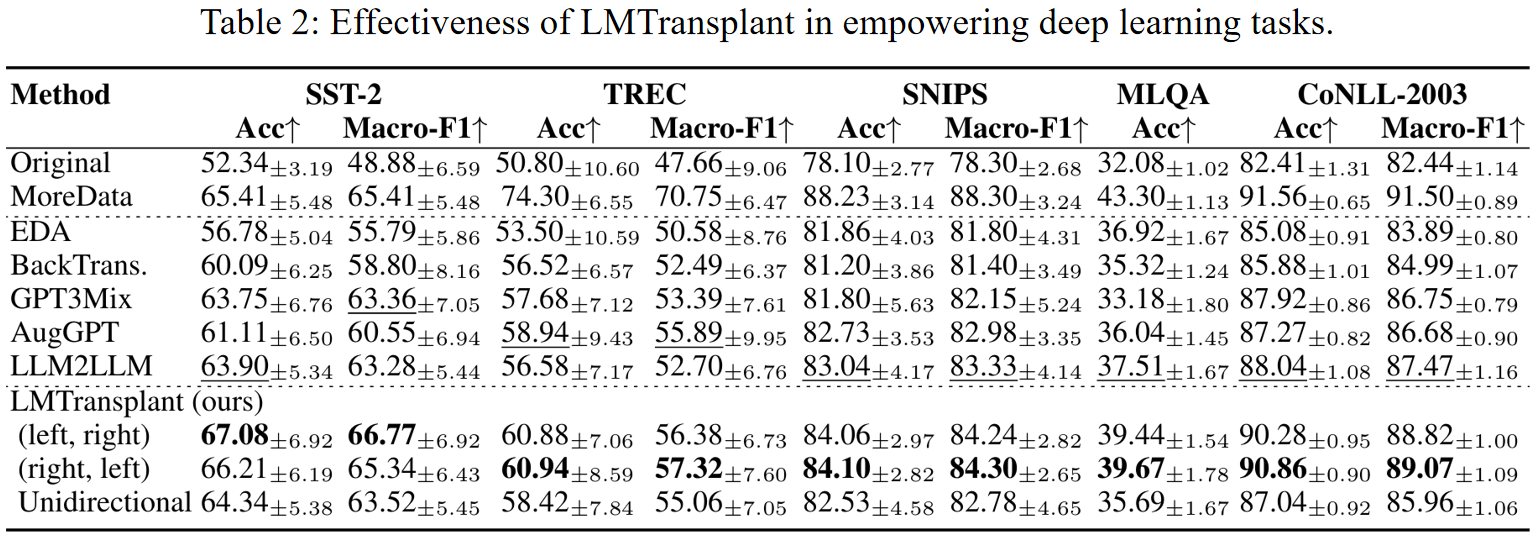 Table 2: Effectiveness of LMTransplant in empowering deep learning tasks.
Method SST-2 TREC SNIPS MLQA CoNLL-2003
Acc↑ Macro-F1↑ Acc↑ Macro-F1↑ Acc↑ Macro-F1↑ Acc↑ Acc↑ Macro-F1↑
Original 52.34±3.19 48.88±6.59 50.80±10.60 47.66±9.06 78.10±2.77 78.30±2.68 32.08±1.02 82.41±1.31 82.44±1.14
MoreData 65.41±5.48 65.41±5.48 74.30±6.55 70.75±6.47 88.23±3.14 88.30±3.24 43.30±1.13 91.56±0.65 91.50±0.89
EDA 56.78±5.04 55.79±5.86 53.50±10.59 50.58±8.76 81.86±4.03 81.80±4.31 36.92±1.67 85.08±0.91 83.89±0.80
BackTrans. 60.09±6.25 58.80±8.16 56.52±6.57 52.49±6.37 81.20±3.86 81.40±3.49 35.32±1.24 85.88±1.01 84.99±1.07
GPT3Mix 63.75±6.76 63.36±7.05 57.68±7.12 53.39±7.61 81.80±5.63 82.15±5.24 33.18±1.80 87.92±0.86 86.75±0.79
AugGPT 61.11±6.50 60.55±6.94 58.94±9.43 55.89±9.95 82.73±3.53 82.98±3.35 36.04±1.45 87.27±0.82 86.68±0.90
LLM2LLM 63.90±5.34 63.28±5.44 56.58±7.17 52.70±6.76 83.04±4.17 83.33±4.14 37.51±1.67 88.04±1.08 87.47±1.16
LMTransplant (ours)
(left, right) 67.08±6.92 66.77±6.92 60.88±7.06 56.38±6.73 84.06±2.97 84.24±2.82 39.44±1.54 90.28±0.95 88.82±1.00
(right, left) 66.21±6.19 65.34±6.43 60.94±8.59 57.32±7.60 84.10±2.82 84.30±2.65 39.67±1.78 90.86±0.90 89.07±1.09
Unidirectional 64.34±5.38 63.52±5.45 58.42±7.84 55.06±7.05 82.53±4.58 82.78±4.65 35.69±1.67 87.04±0.92 85.96±1.06